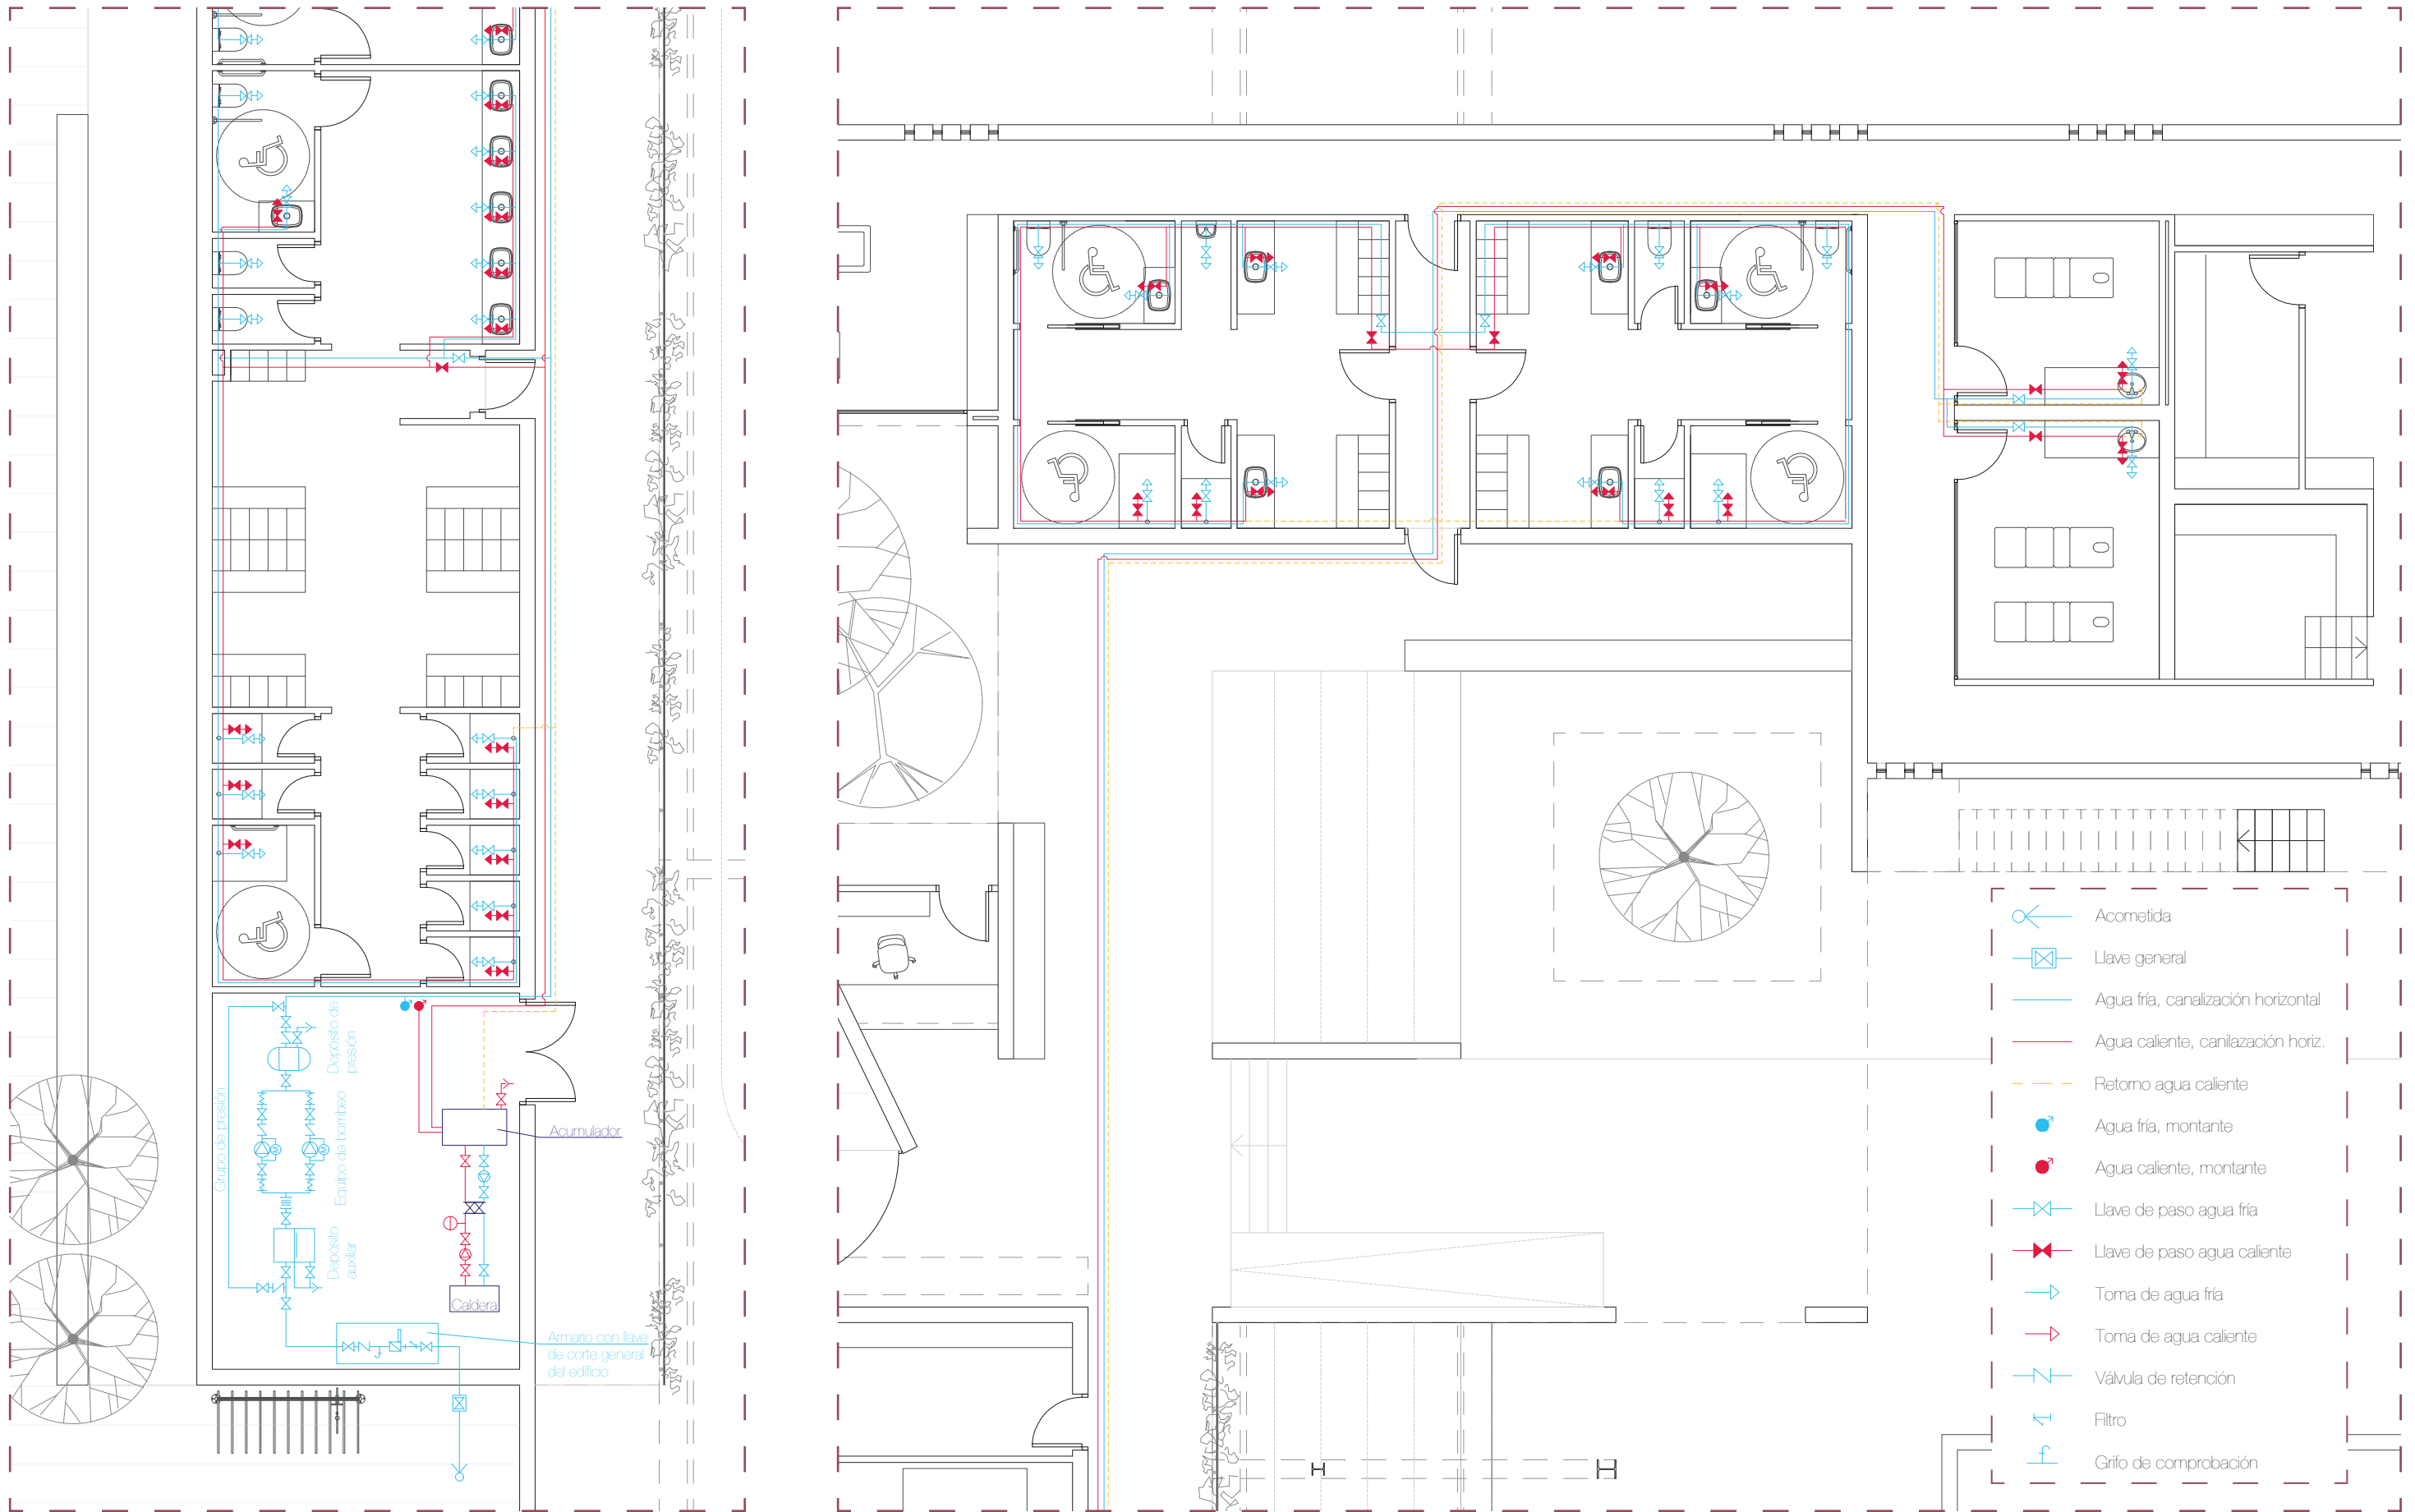 Grupo de presión
Depósito de
presión
Equipo de bombeo
Depósito
auxiliar
Acumulador
Caldera
Armario con llave
de corte general
del edificio
M
M
Acometida
Llave general
Agua fría, canalización horizontal
Agua caliente, canilazación horiz.
Retorno agua caliente
Agua fría, montante
Agua caliente, montante
Llave de paso agua fría
Llave de paso agua caliente
Toma de agua fría
Toma de agua caliente
Válvula de retención
Filtro
Grifo de comprobación